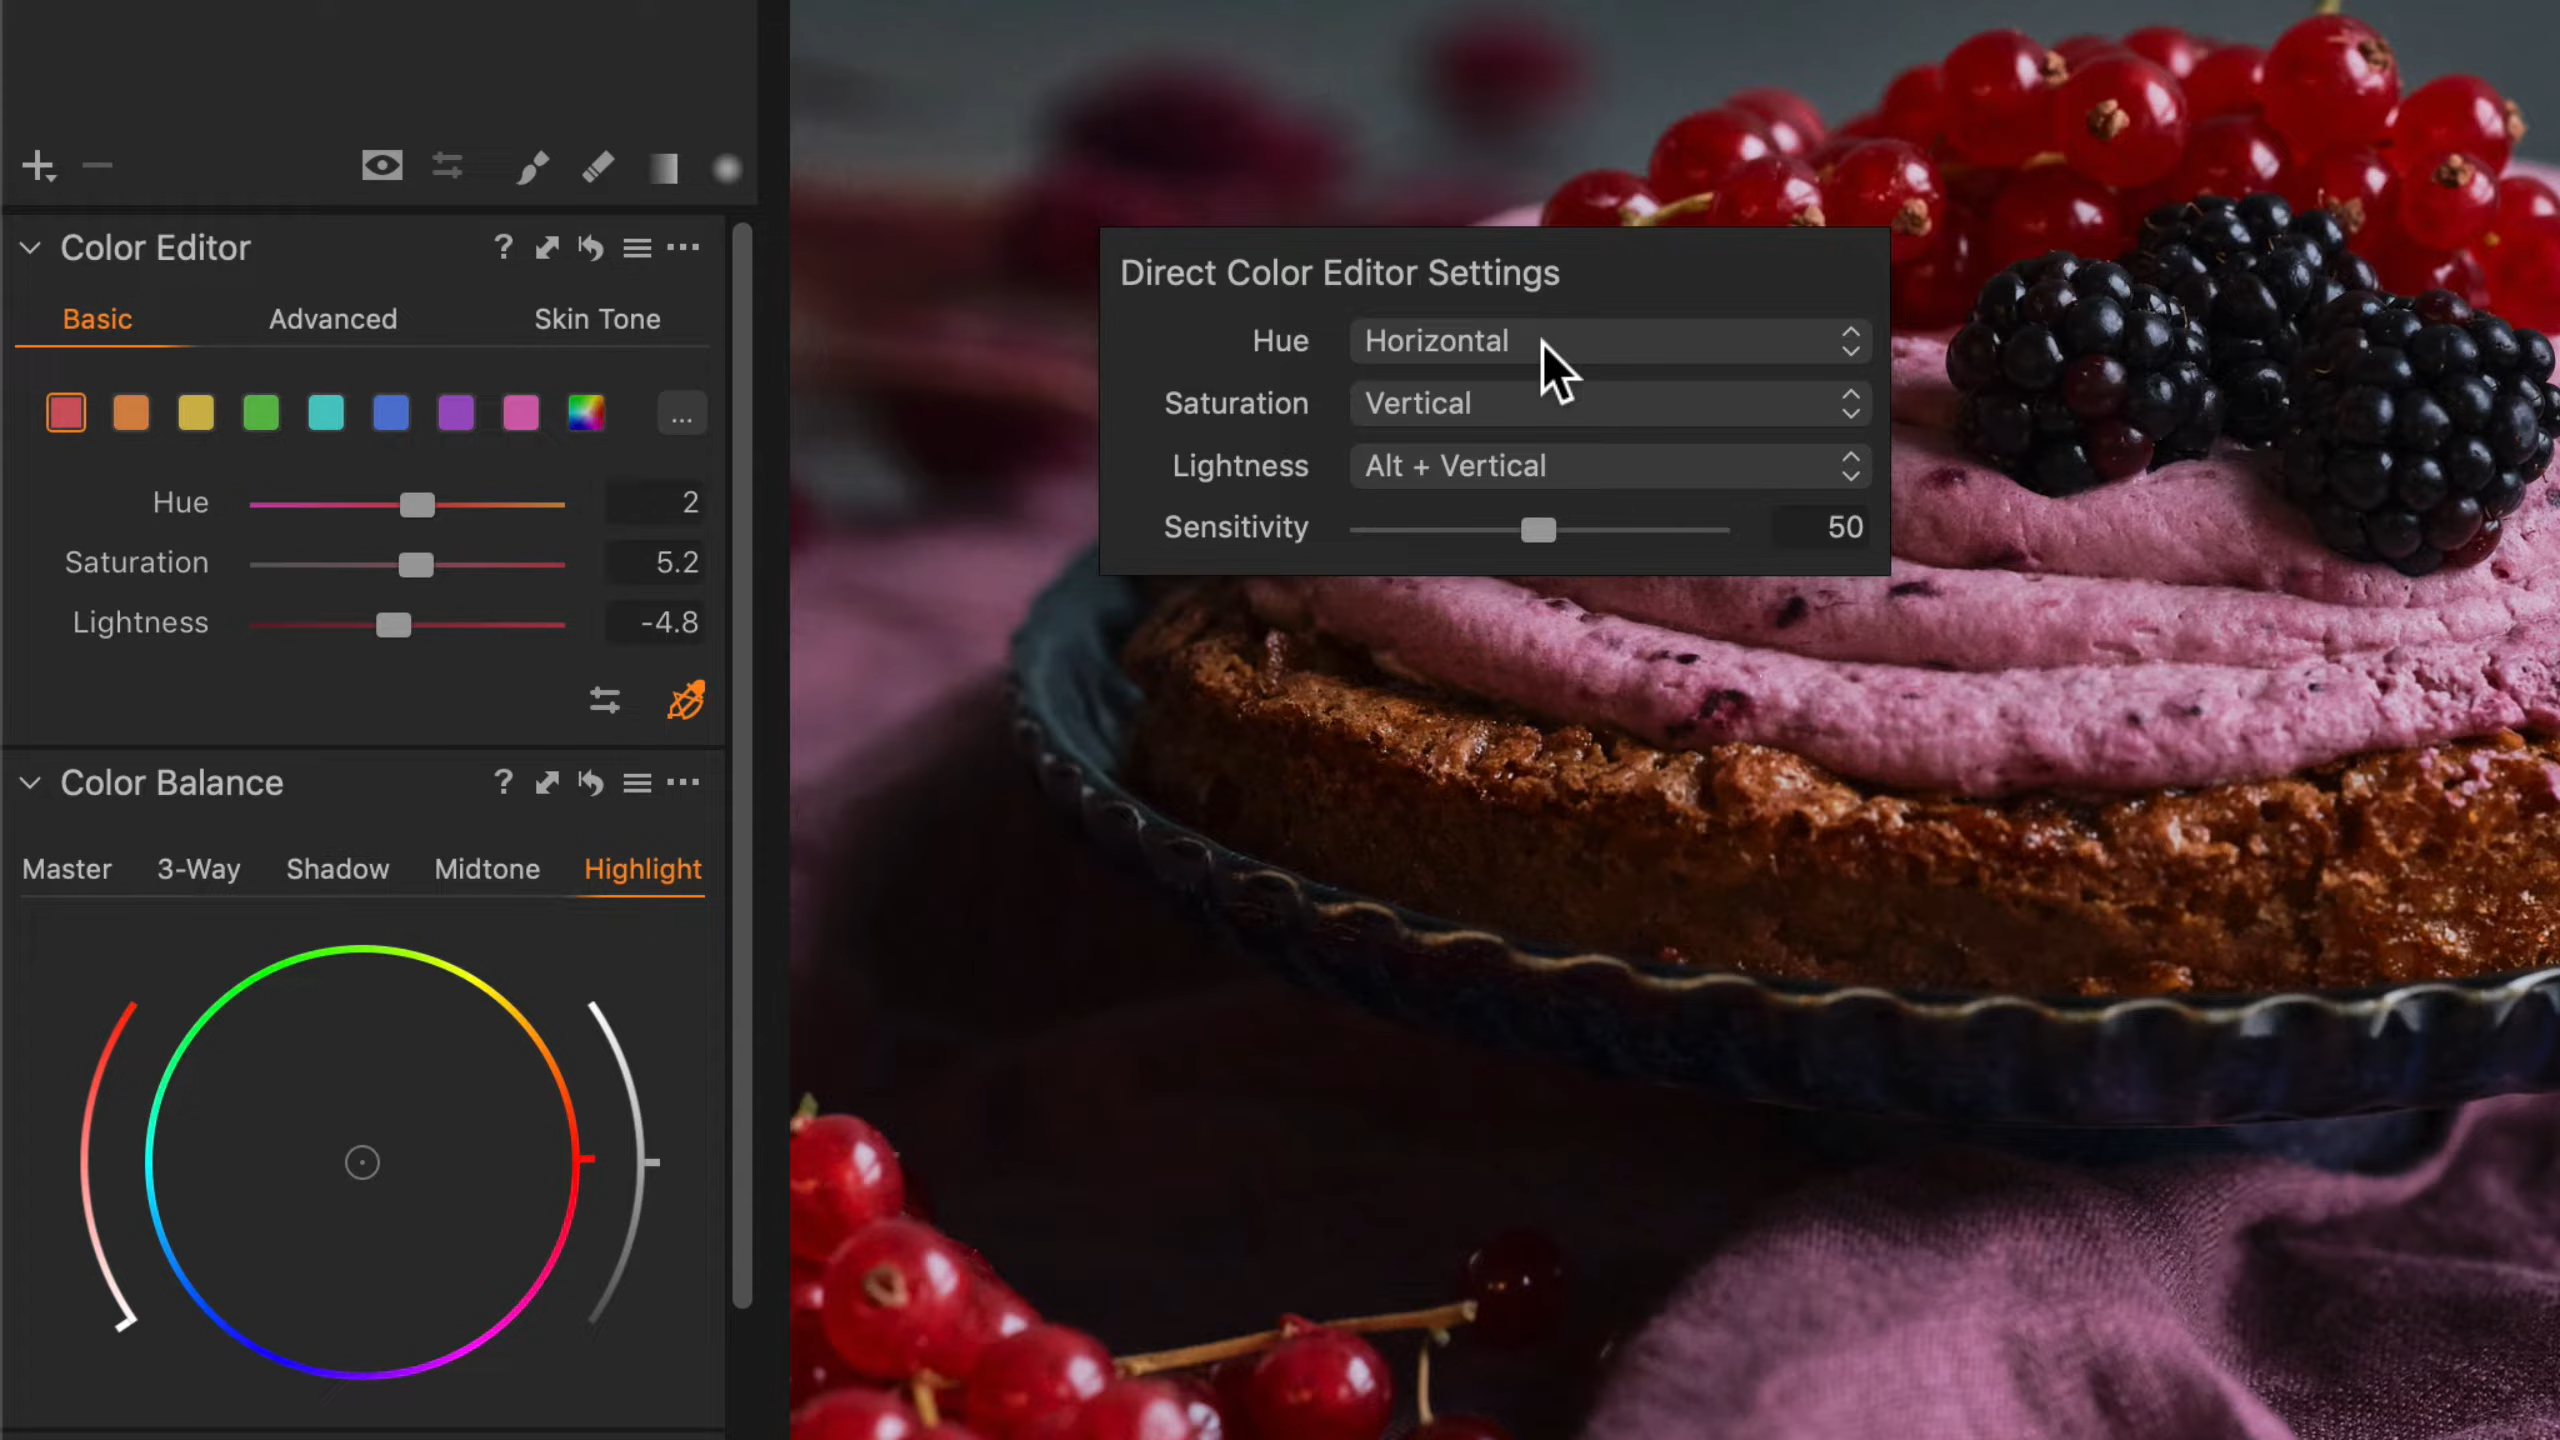 Color Editor
?
Basic Advanced Skin Tone
...
Hue 2
Saturation 5.2
Lightness -4.8
Color Balance
?
Master 3-Way Shadow Midtone Highlight
Direct Color Editor Settings
Hue Horizontal
Saturation Vertical
Lightness Alt + Vertical
Sensitivity 50